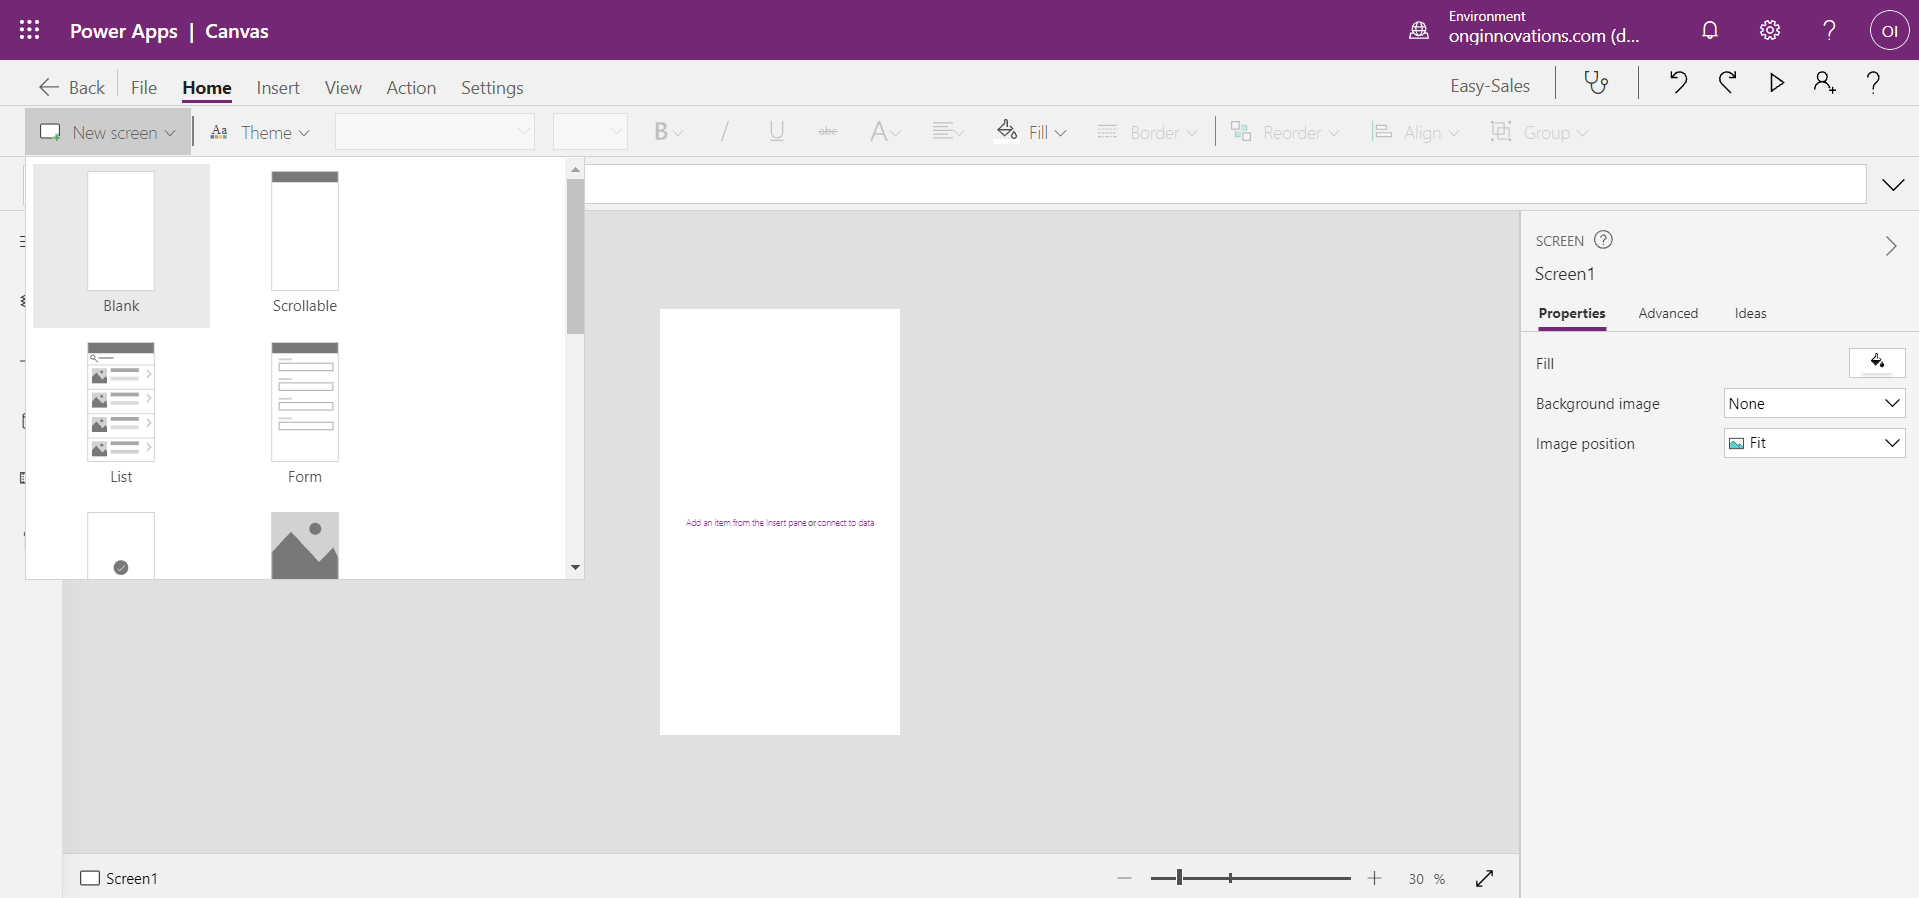 Power Apps | Canvas
Environment
onginnovations.com (d...
OI
Back
File
Home
Insert
View
Action
Settings
Easy-Sales
New screen
Theme
B
/
U
abc
A
Fill
Border
Reorder
Align
Group
Blank
Scrollable
List
Form
Add an item from the Insert pane or connect to data
SCREEN
Screen1
Properties
Advanced
Ideas
Fill
Background image
None
Image position
Fit
Screen1
30 %